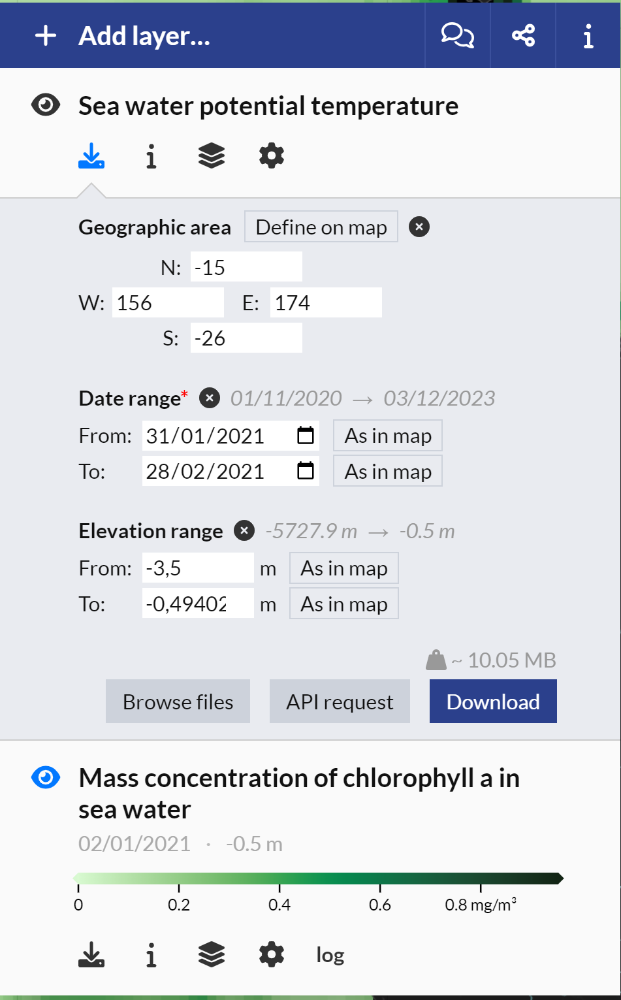 Add layer...
Sea water potential temperature
Geographic area Define on map
N: -15
W: 156 E: 174
S: -26
Date range* 01/11/2020 → 03/12/2023
From: 31/01/2021 As in map
To: 28/02/2021 As in map
Elevation range -5727.9 m → -0.5 m
From: -3,5 m As in map
To: -0,49402 m As in map
~ 10.05 MB
Browse files API request Download
Mass concentration of chlorophyll a in
sea water
02/01/2021 · -0.5 m
0 0.2 0.4 0.6 0.8 mg/m³
log